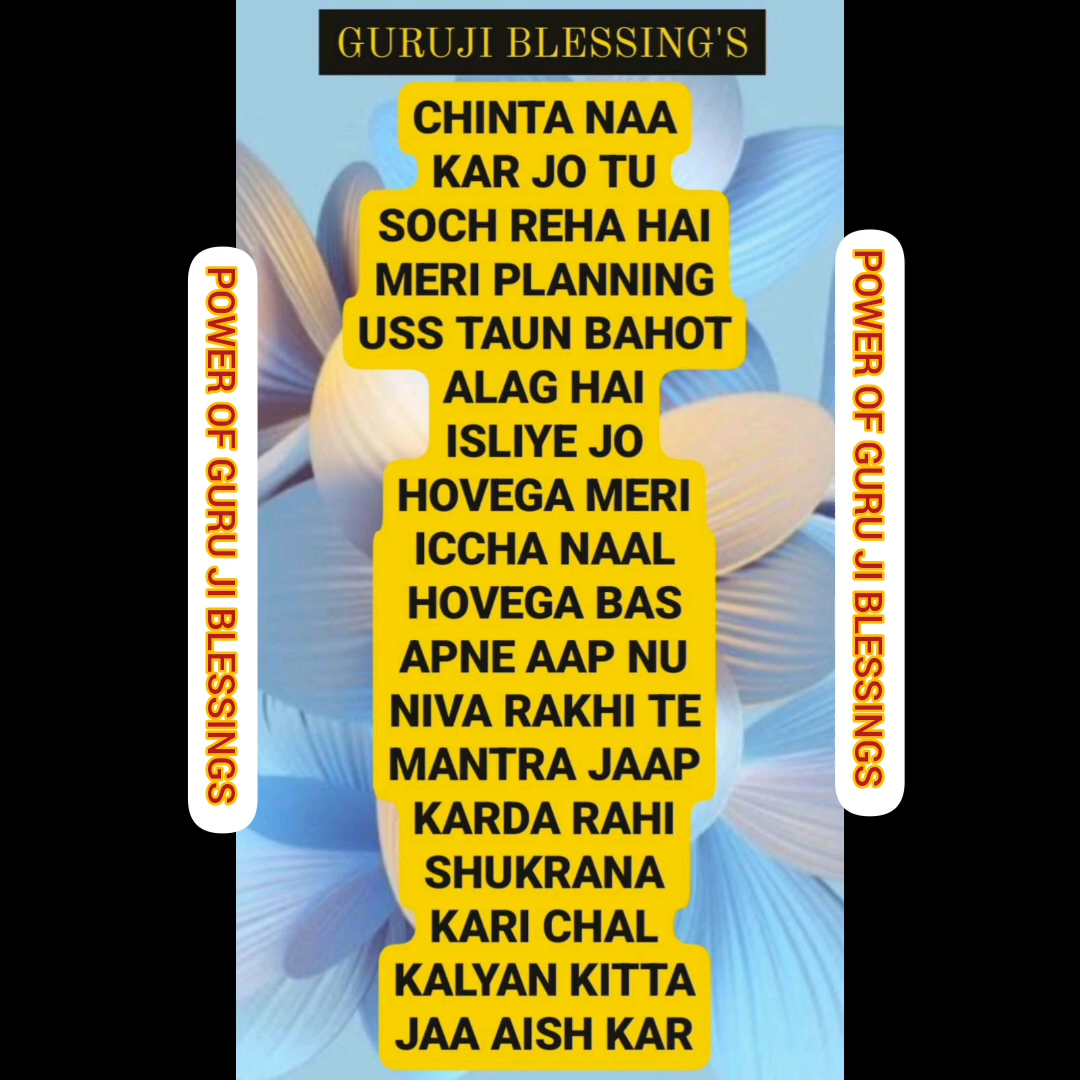 GURUJI BLESSING'S
CHINTA NAA
KAR JO TU
SOCH REHA HAI
MERI PLANNING
USS TAUN BAHOT
ALAG HAI
ISLIYE JO
HOVEGA MERI
ICCHA NAAL
HOVEGA BAS
APNE AAP NU
NIVA RAKHI TE
MANTRA JAAP
KARDA RAHI
SHUKRANA
KARI CHAL
KALYAN KITTA
JAA AISH KAR
POWER OF GURU JI BLESSINGS
POWER OF GURU JI BLESSINGS